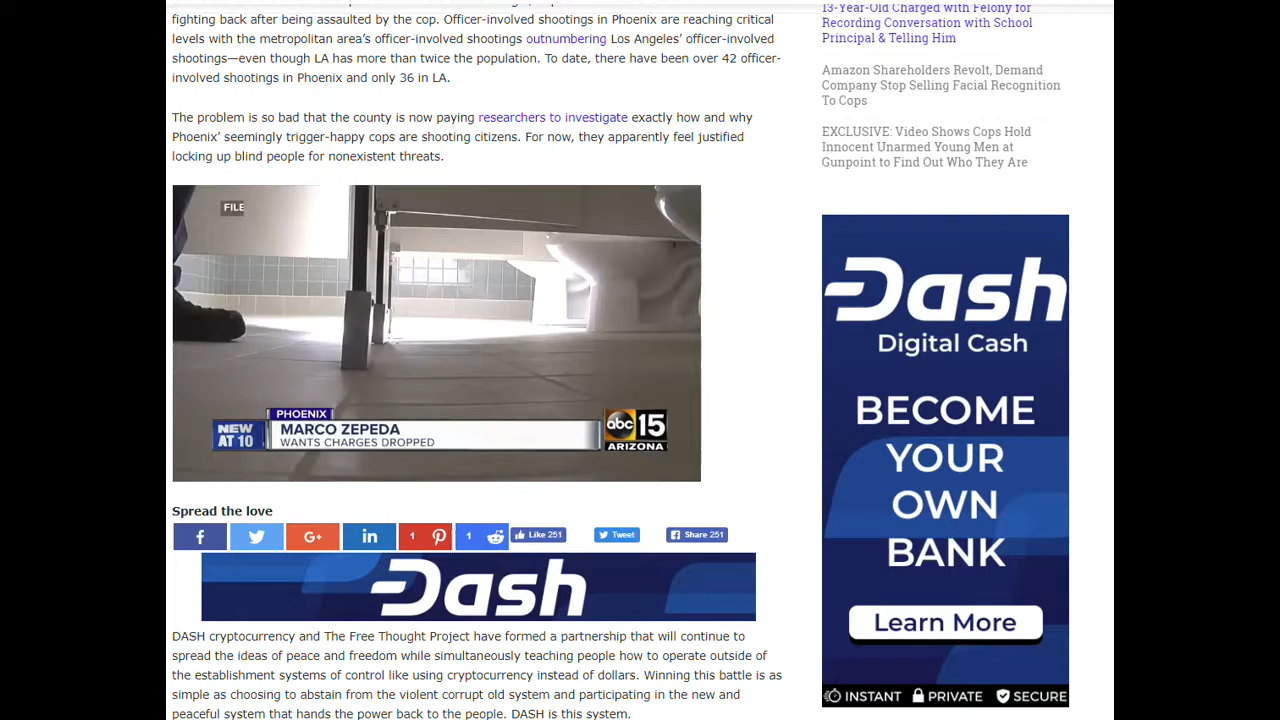 fighting back after being assaulted by the cop. Officer-involved shootings in Phoenix are reaching critical
levels with the metropolitan area’s officer-involved shootings outnumbering Los Angeles’ officer-involved
shootings—even though LA has more than twice the population. To date, there have been over 42 officer-
involved shootings in Phoenix and only 36 in LA.
The problem is so bad that the county is now paying researchers to investigate exactly how and why
Phoenix’ seemingly trigger-happy cops are shooting citizens. For now, they apparently feel justified
locking up blind people for nonexistent threats.
FILE
PHOENIX
NEW
AT 10
MARCO ZEPEDA
WANTS CHARGES DROPPED
abc 15
ARIZONA
Spread the love
f
G+
in
1
1
Like 251
Tweet
Share 251
Dash
DASH cryptocurrency and The Free Thought Project have formed a partnership that will continue to
spread the ideas of peace and freedom while simultaneously teaching people how to operate outside of
the establishment systems of control like using cryptocurrency instead of dollars. Winning this battle is as
simple as choosing to abstain from the violent corrupt old system and participating in the new and
peaceful system that hands the power back to the people. DASH is this system.
13-Year-Old Charged with Felony for
Recording Conversation with School
Principal & Telling Him
Amazon Shareholders Revolt, Demand
Company Stop Selling Facial Recognition
To Cops
EXCLUSIVE: Video Shows Cops Hold
Innocent Unarmed Young Men at
Gunpoint to Find Out Who They Are
Dash
Digital Cash
BECOME
YOUR
OWN
BANK
Learn More
INSTANT PRIVATE SECURE